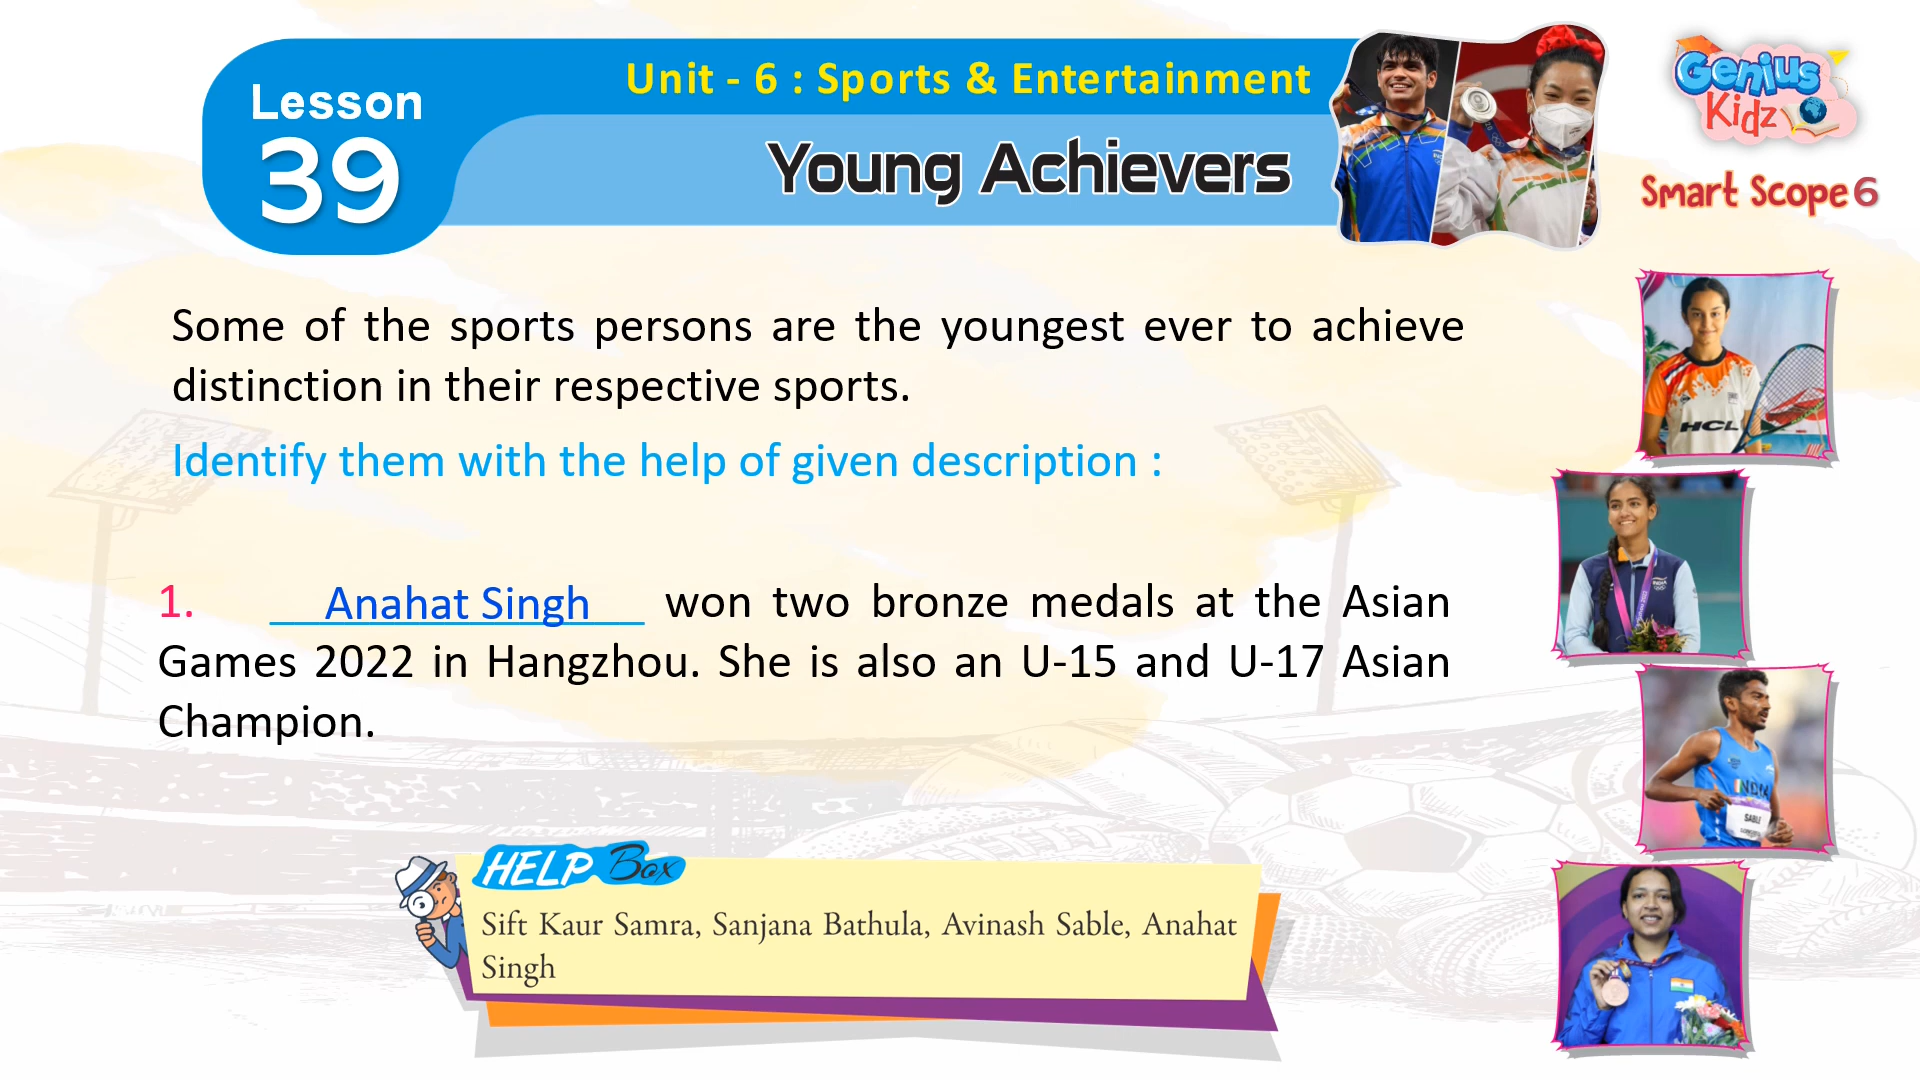 Unit - 6 : Sports & Entertainment
Lesson
39
Young Achievers
Genius
Kidz
Smart Scope 6
Some of the sports persons are the youngest ever to achieve
distinction in their respective sports.
Identify them with the help of given description :
1. Anahat Singh won two bronze medals at the Asian
Games 2022 in Hangzhou. She is also an U-15 and U-17 Asian
Champion.
HELP Box
Sift Kaur Samra, Sanjana Bathula, Avinash Sable, Anahat
Singh
HCL
INDIA
SABLE